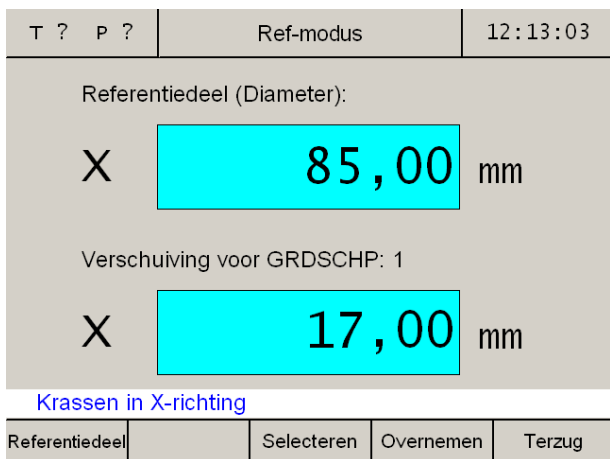 T ? P ? Ref-modus 12:13:03
Referentiedeel (Diameter):
X 85,00 mm
Verschuiving voor GRDSCHP: 1
X 17,00 mm
Krassen in X-richting
Referentiedeel Selecteren Overnemen Terzug